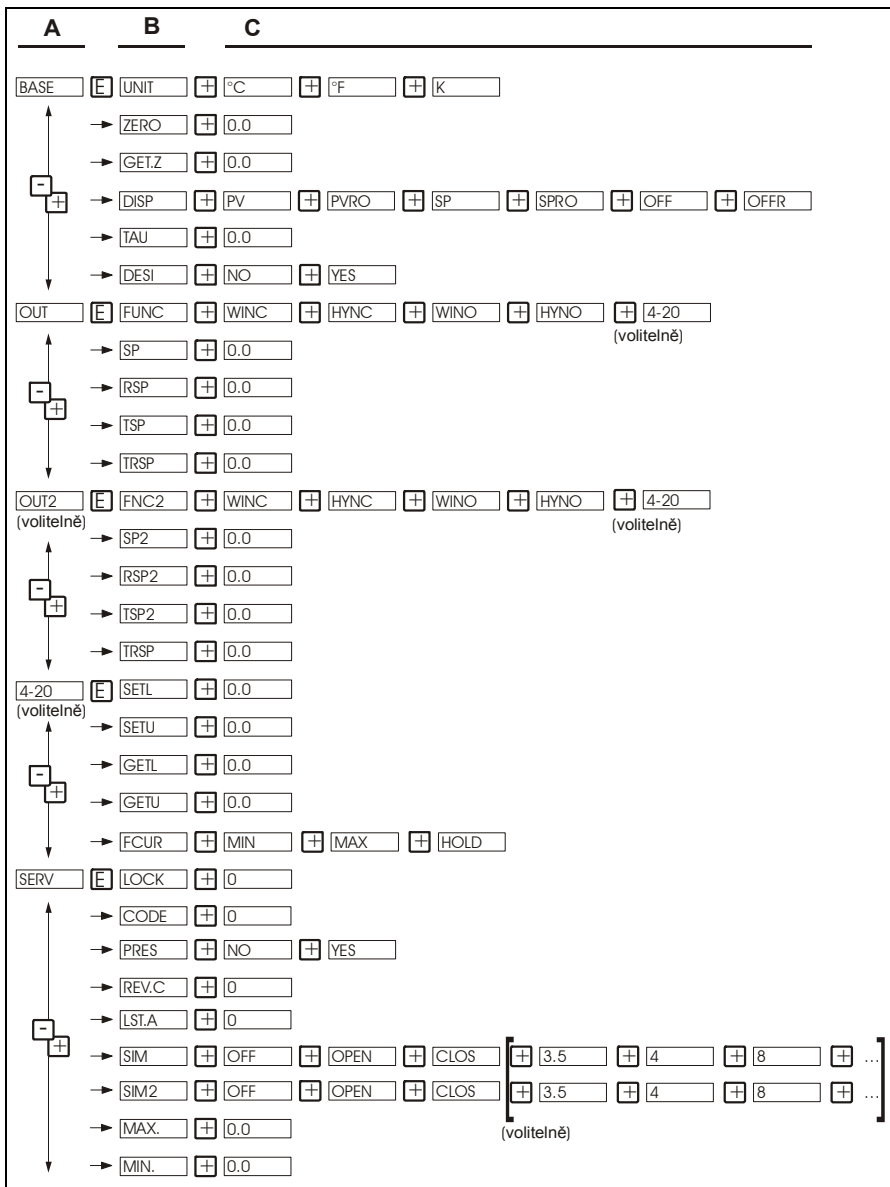 A B C
BASE E UNIT + °C + °F + K
ZERO + 0.0
GET.Z + 0.0
- +
DISP + PV + PVRO + SP + SPRO + OFF + OFFR
TAU + 0.0
DESI + NO + YES
OUT E FUNC + WINC + HYNC + WINO + HYNO + 4-20
(volitelně)
SP + 0.0
RSP + 0.0
- +
TSP + 0.0
TRSP + 0.0
OUT2 E FNC2 + WINC + HYNC + WINO + HYNO + 4-20
(volitelně) (volitelně)
SP2 + 0.0
RSP2 + 0.0
- +
TSP2 + 0.0
TRSP + 0.0
4-20 E SETL + 0.0
(volitelně)
SETU + 0.0
GETL + 0.0
- +
GETU + 0.0
FCUR + MIN + MAX + HOLD
SERV E LOCK + 0
CODE + 0
PRES + NO + YES
REV.C + 0
LST.A + 0
- +
SIM + OFF + OPEN + CLOS [ + 3.5 + 4 + 8 + ... ]
SIM2 + OFF + OPEN + CLOS [ + 3.5 + 4 + 8 + ... ]
(volitelně)
MAX. + 0.0
MIN. + 0.0